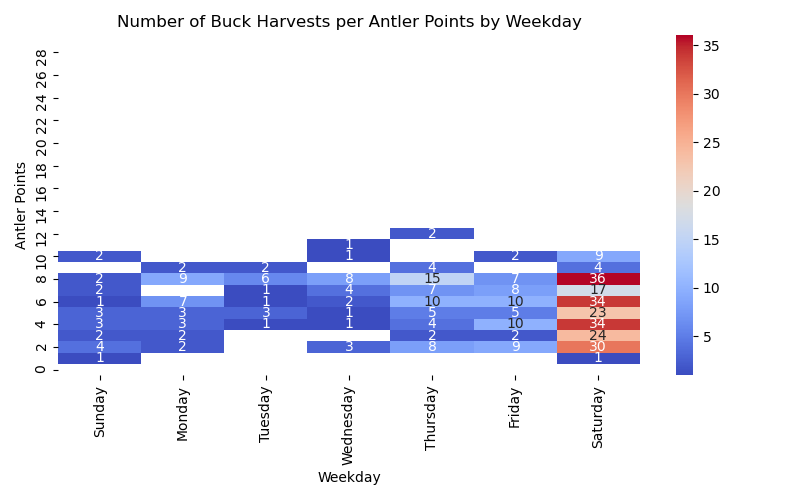 Number of Buck Harvests per Antler Points by Weekday
Antler Points
28
26
24
22
20
18
16
14
12
10
8
6
4
2
0
2
1
2 1 2 9
2 2 4 4
2 9 6 8 15 7 36
2 1 4 7 8 17
1 7 1 2 10 10 34
3 3 3 1 5 5 23
3 3 1 1 4 10 34
2 2 2 2 24
4 2 3 8 9 30
1 1
Sunday Monday Tuesday Wednesday Thursday Friday Saturday
Weekday
35
30
25
20
15
10
5